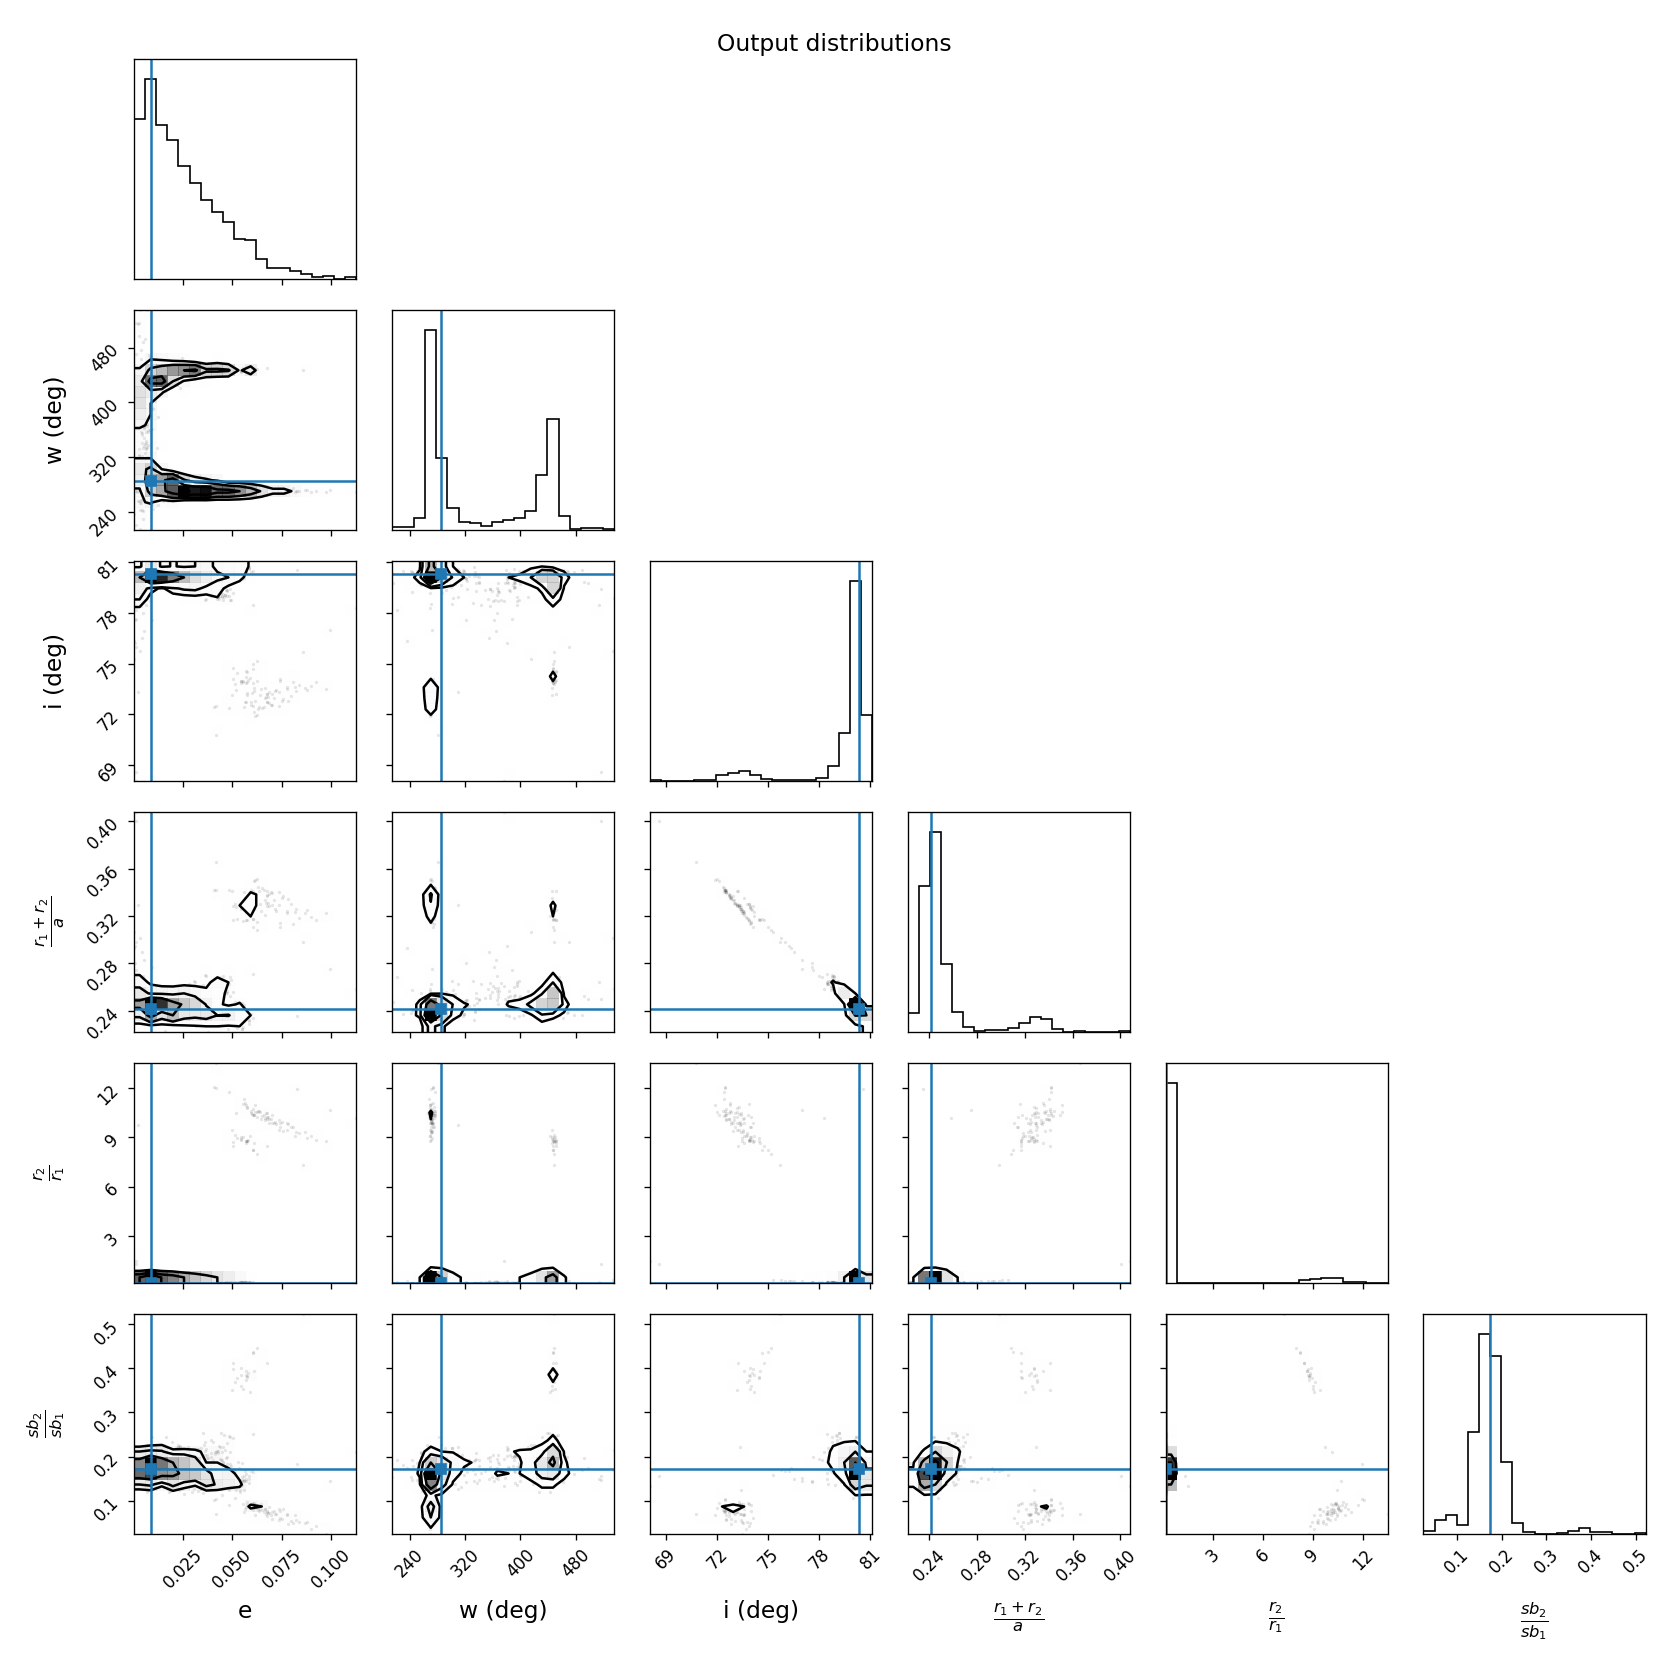 Output distributions
w (deg)
480
400
320
240
i (deg)
81
78
75
72
69
r₁ + r₂
a
0.40
0.36
0.32
0.28
0.24
r₂
r₁
12
9
6
3
sb₂
sb₁
0.5
0.4
0.3
0.2
0.1
0.025 0.050 0.075 0.100 240 320 400 480 69 72 75 78 81 0.24 0.28 0.32 0.36 0.40 3 6 9 12 0.1 0.2 0.3 0.4 0.5
e w (deg) i (deg) r₁ + r₂ r₂ sb₂
a r₁ sb₁